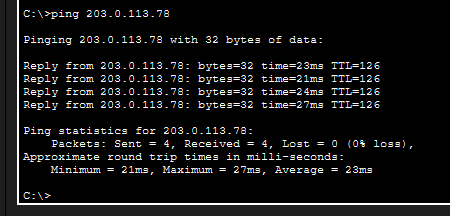 C:\>ping 203.0.113.78
Pinging 203.0.113.78 with 32 bytes of data:
Reply from 203.0.113.78: bytes=32 time=23ms TTL=126
Reply from 203.0.113.78: bytes=32 time=21ms TTL=126
Reply from 203.0.113.78: bytes=32 time=24ms TTL=126
Reply from 203.0.113.78: bytes=32 time=27ms TTL=126
Ping statistics for 203.0.113.78:
Packets: Sent = 4, Received = 4, Lost = 0 (0% loss),
Approximate round trip times in milli-seconds:
Minimum = 21ms, Maximum = 27ms, Average = 23ms
C:\>